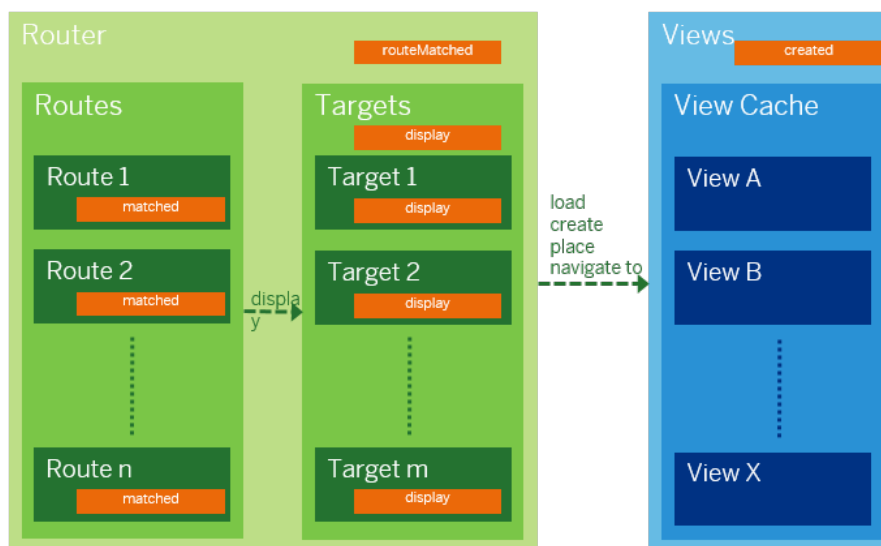 Router
routeMatched
Routes
Route 1
matched
Route 2
matched
Route n
matched
displa
y
Targets
display
Target 1
display
Target 2
display
Target m
display
load
create
place
navigate to
Views
created
View Cache
View A
View B
View X